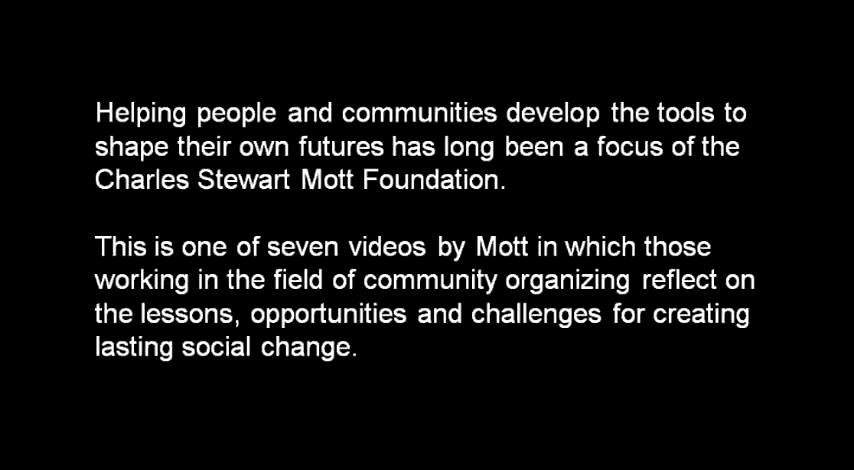 Helping people and communities develop the tools to
shape their own futures has long been a focus of the
Charles Stewart Mott Foundation.
This is one of seven videos by Mott in which those
working in the field of community organizing reflect on
the lessons, opportunities and challenges for creating
lasting social change.